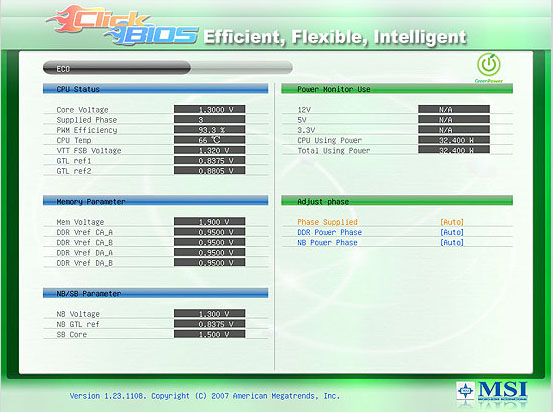 Click BIOS Efficient, Flexible, Intelligent
ECO
GreenPower
CPU Status
Core Voltage 1.3000 V
Supplied Phase 3
PWM Efficiency 93.3 %
CPU Temp 66 ℃
VTT FSB Voltage 1.320 V
GTL ref1 0.8375 V
GTL ref2 0.8805 V
Memory Parameter
Mem Voltage 1.900 V
DDR Vref CA_A 0.9500 V
DDR Vref CA_B 0.9500 V
DDR Vref DA_A 0.9500 V
DDR Vref DA_B 0.9500 V
NB/SB Parameter
NB Voltage 1.300 V
NB GTL ref 0.8375 V
SB Core 1.500 V
Power Monitor Use
12V N/A
5V N/A
3.3V N/A
CPU Using Power 32.400 W
Total Using Power 32.400 W
Adjust phase
Phase Supplied [Auto]
DDR Power Phase [Auto]
NB Power Phase [Auto]
Version 1.23.1108. Copyright (C) 2007 American Megatrends, Inc.
MSI